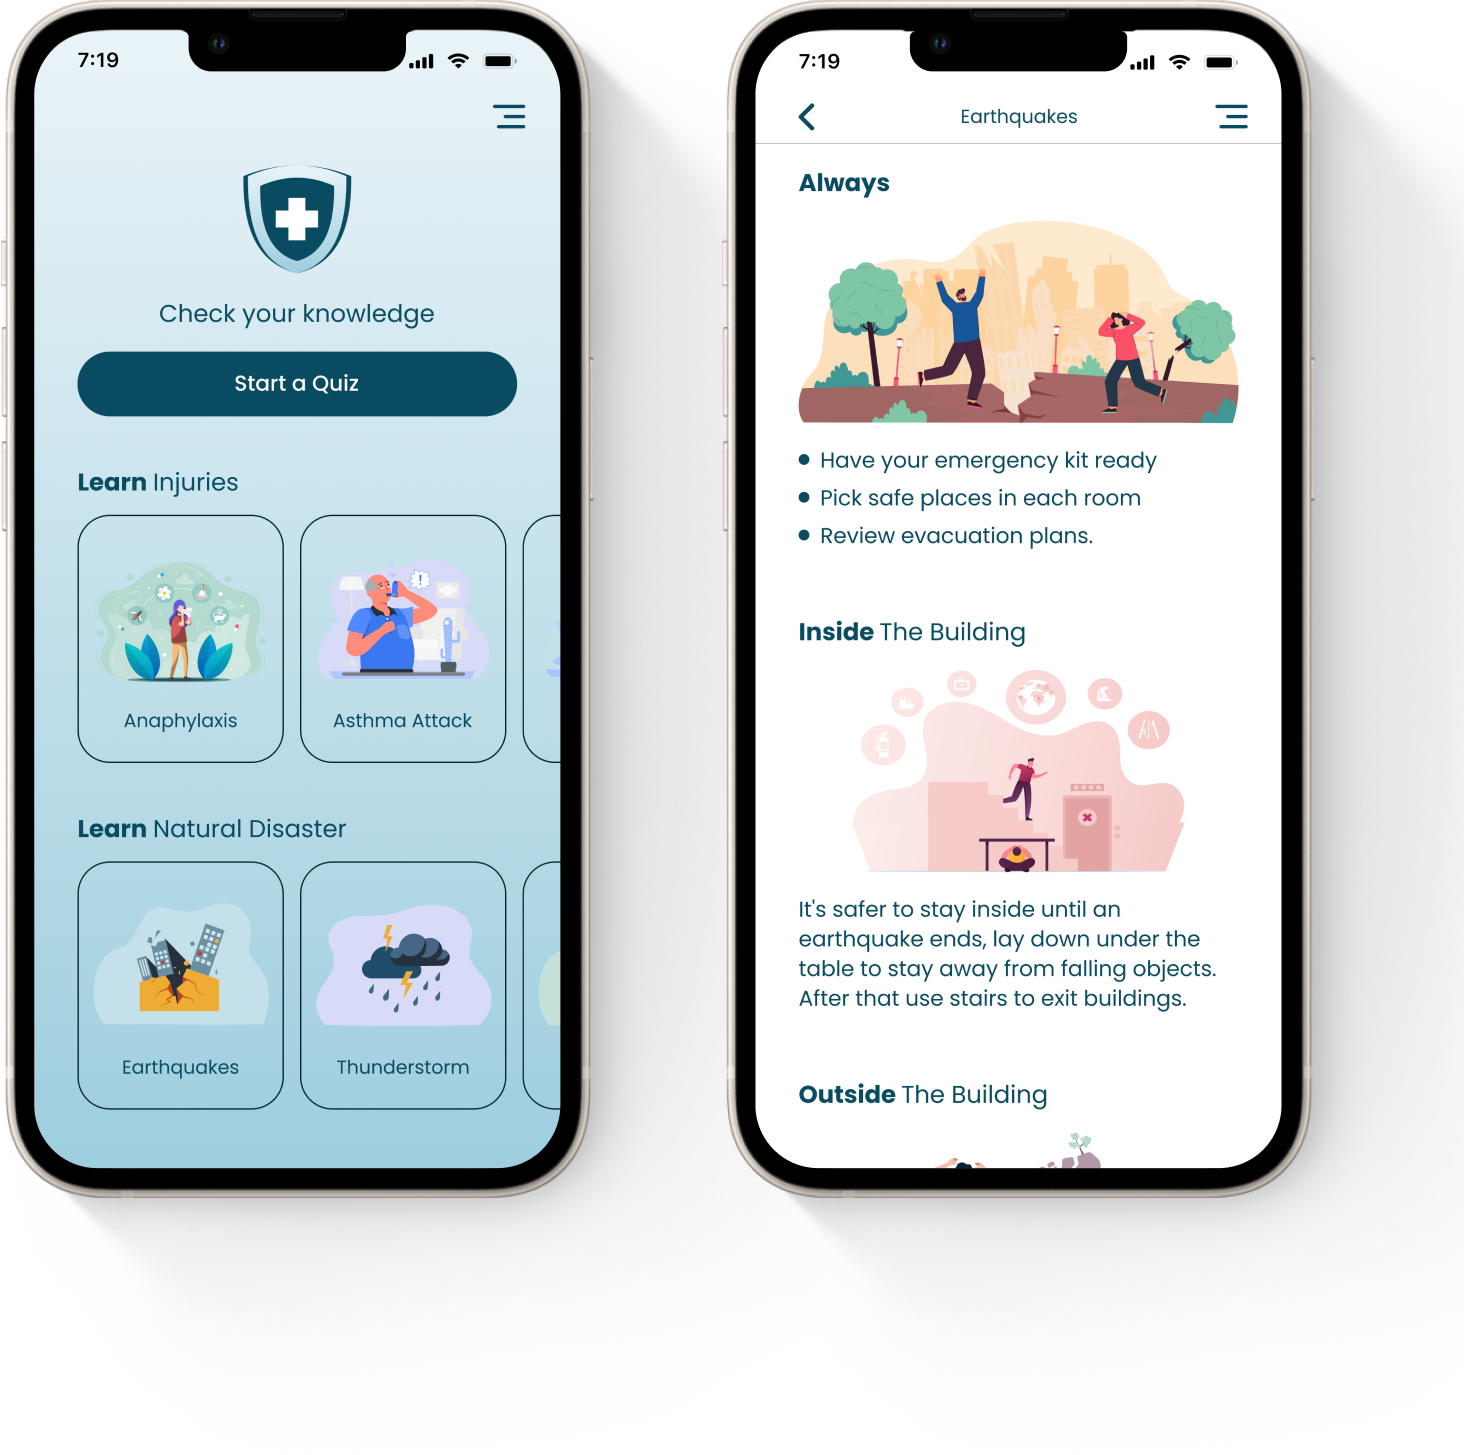 7:19
Check your knowledge
Start a Quiz
Learn Injuries
Anaphylaxis
Asthma Attack
Learn Natural Disaster
Earthquakes
Thunderstorm
7:19
Earthquakes
Always
Have your emergency kit ready
Pick safe places in each room
Review evacuation plans.
Inside The Building
It's safer to stay inside until an
earthquake ends, lay down under the
table to stay away from falling objects.
After that use stairs to exit buildings.
Outside The Building